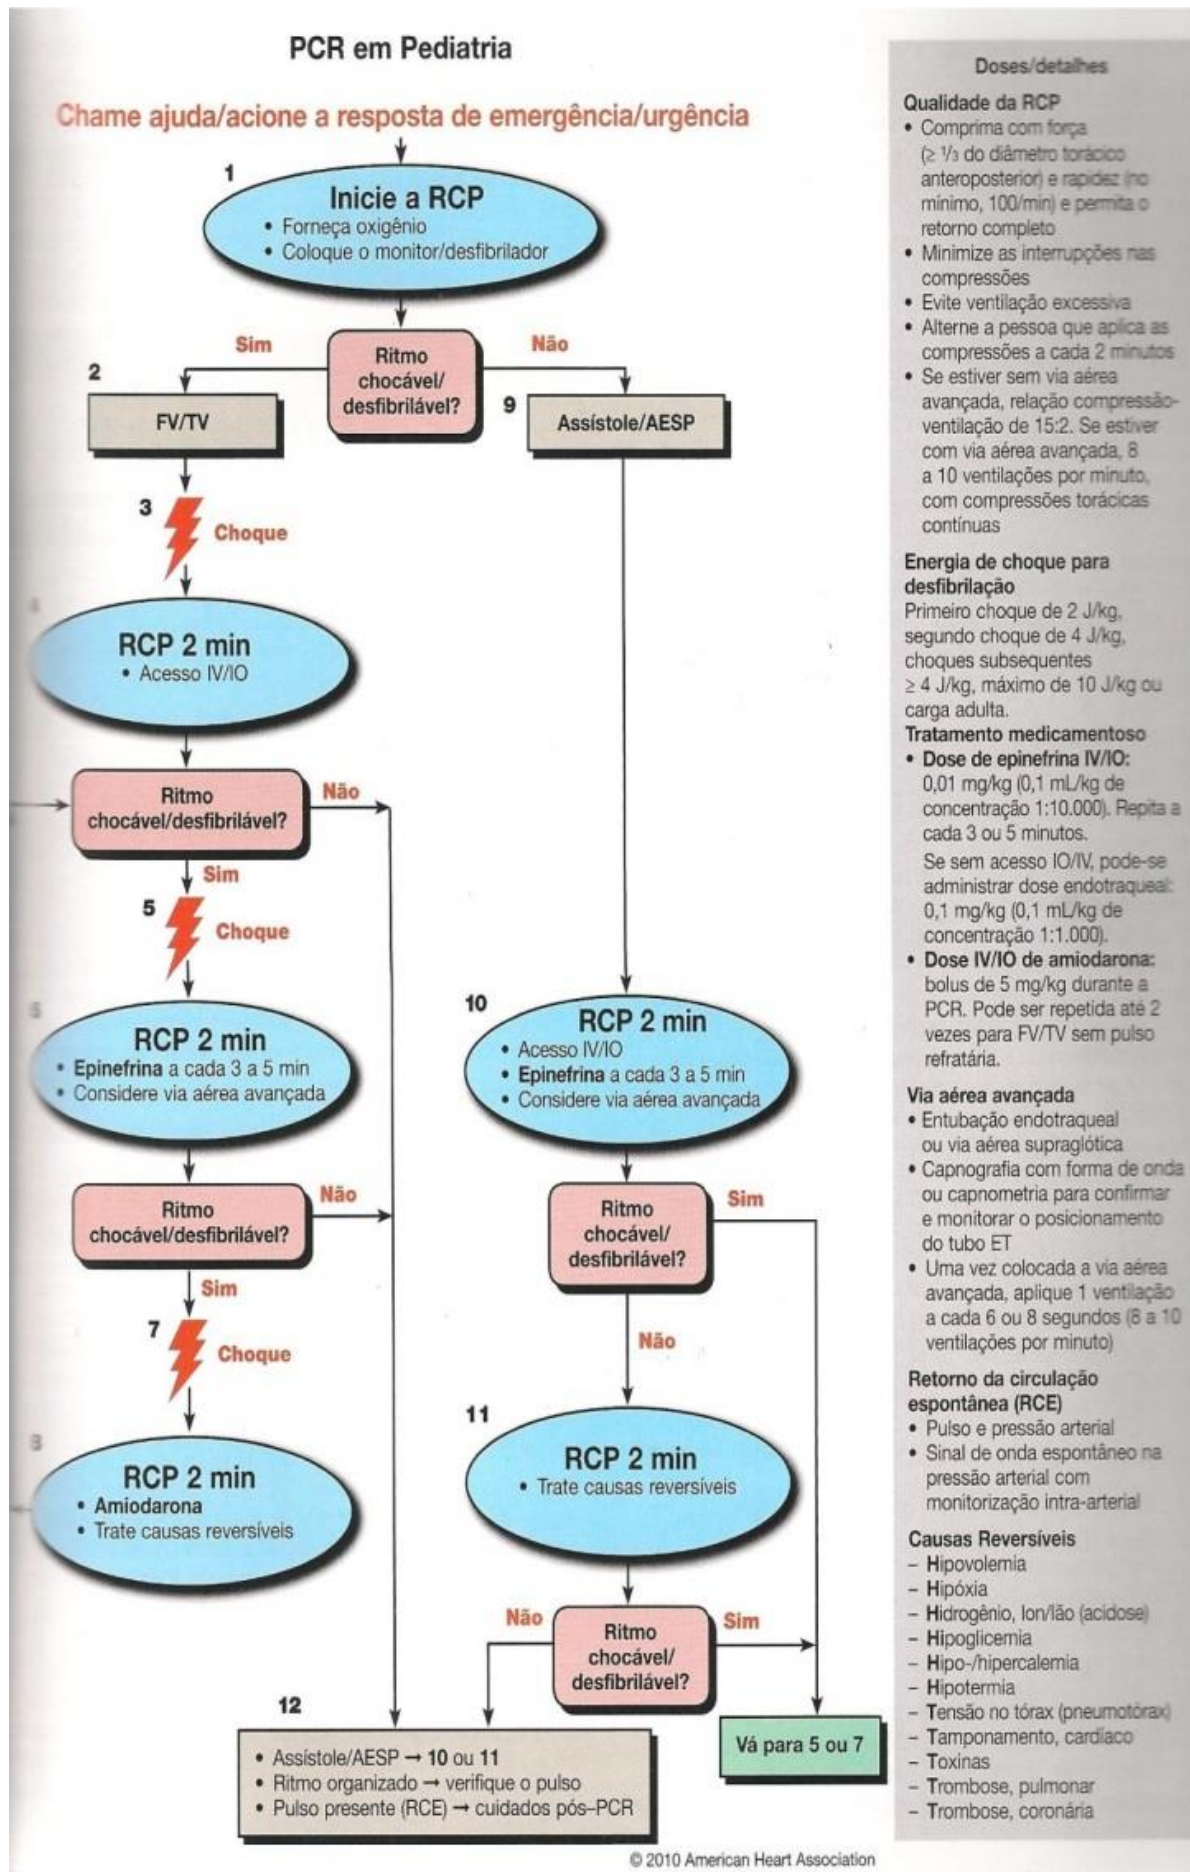 PCR em Pediatria
Chame ajuda/acione a resposta de emergência/urgência
1
Inicie a RCP
• Forneça oxigênio
• Coloque o monitor/desfibrilador
Ritmo
chocável/
desfibrilável?
Sim
Não
2
FV/TV
9
Assístole/AESP
3
Choque
4
RCP 2 min
• Acesso IV/IO
Ritmo
chocável/desfibrilável?
Não
Sim
5
Choque
6
RCP 2 min
• Epinefrina a cada 3 a 5 min
• Considere via aérea avançada
Ritmo
chocável/desfibrilável?
Não
Sim
7
Choque
8
RCP 2 min
• Amiodarona
• Trate causas reversíveis
10
RCP 2 min
• Acesso IV/IO
• Epinefrina a cada 3 a 5 min
• Considere via aérea avançada
Ritmo
chocável/
desfibrilável?
Sim
Não
11
RCP 2 min
• Trate causas reversíveis
Não
Ritmo
chocável/
desfibrilável?
Sim
12
• Assístole/AESP → 10 ou 11
• Ritmo organizado → verifique o pulso
• Pulso presente (RCE) → cuidados pós–PCR
Vá para 5 ou 7
© 2010 American Heart Association
Doses/detalhes
Qualidade da RCP
• Comprima com força
(≥ 1/3 do diâmetro torácico
anteroposterior) e rapidez (no
mínimo, 100/min) e permita o
retorno completo
• Minimize as interrupções nas
compressões
• Evite ventilação excessiva
• Alterne a pessoa que aplica as
compressões a cada 2 minutos
• Se estiver sem via aérea
avançada, relação compressão-
ventilação de 15:2. Se estiver
com via aérea avançada, 8
a 10 ventilações por minuto,
com compressões torácicas
contínuas
Energia de choque para
desfibrilação
Primeiro choque de 2 J/kg,
segundo choque de 4 J/kg,
choques subsequentes
≥ 4 J/kg, máximo de 10 J/kg ou
carga adulta.
Tratamento medicamentoso
• Dose de epinefrina IV/IO:
0,01 mg/kg (0,1 mL/kg de
concentração 1:10.000). Repita a
cada 3 ou 5 minutos.
Se sem acesso IO/IV, pode-se
administrar dose endotraqueal:
0,1 mg/kg (0,1 mL/kg de
concentração 1:1.000).
• Dose IV/IO de amiodarona:
bolus de 5 mg/kg durante a
PCR. Pode ser repetida até 2
vezes para FV/TV sem pulso
refratária.
Via aérea avançada
• Entubação endotraqueal
ou via aérea supraglótica
• Capnografia com forma de onda
ou capnometria para confirmar
e monitorar o posicionamento
do tubo ET
• Uma vez colocada a via aérea
avançada, aplique 1 ventilação
a cada 6 ou 8 segundos (8 a 10
ventilações por minuto)
Retorno da circulação
espontânea (RCE)
• Pulso e pressão arterial
• Sinal de onda espontâneo na
pressão arterial com
monitorização intra-arterial
Causas Reversíveis
– Hipovolemia
– Hipóxia
– Hidrogênio, Ion/Ião (acidose)
– Hipoglicemia
– Hipo-/hipercalemia
– Hipotermia
– Tensão no tórax (pneumotórax)
– Tamponamento, cardíaco
– Toxinas
– Trombose, pulmonar
– Trombose, coronária